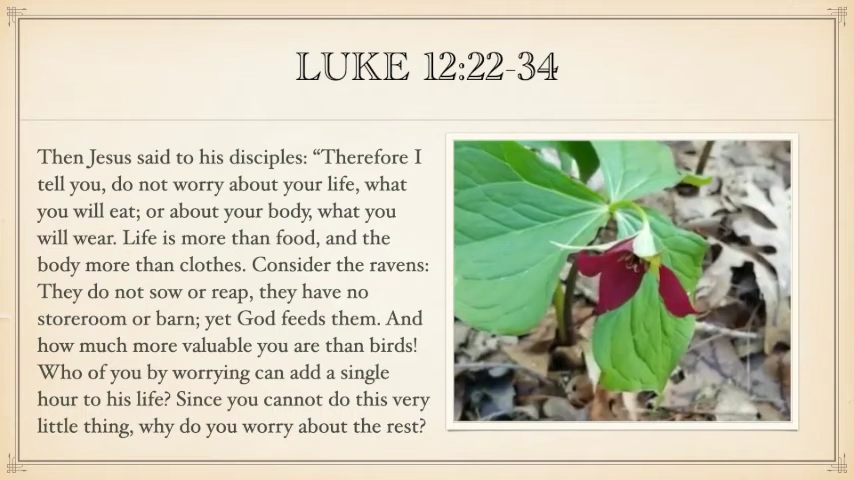 LUKE 12:22-34
Then Jesus said to his disciples: “Therefore I
tell you, do not worry about your life, what
you will eat; or about your body, what you
will wear. Life is more than food, and the
body more than clothes. Consider the ravens:
They do not sow or reap, they have no
storeroom or barn; yet God feeds them. And
how much more valuable you are than birds!
Who of you by worrying can add a single
hour to his life? Since you cannot do this very
little thing, why do you worry about the rest?